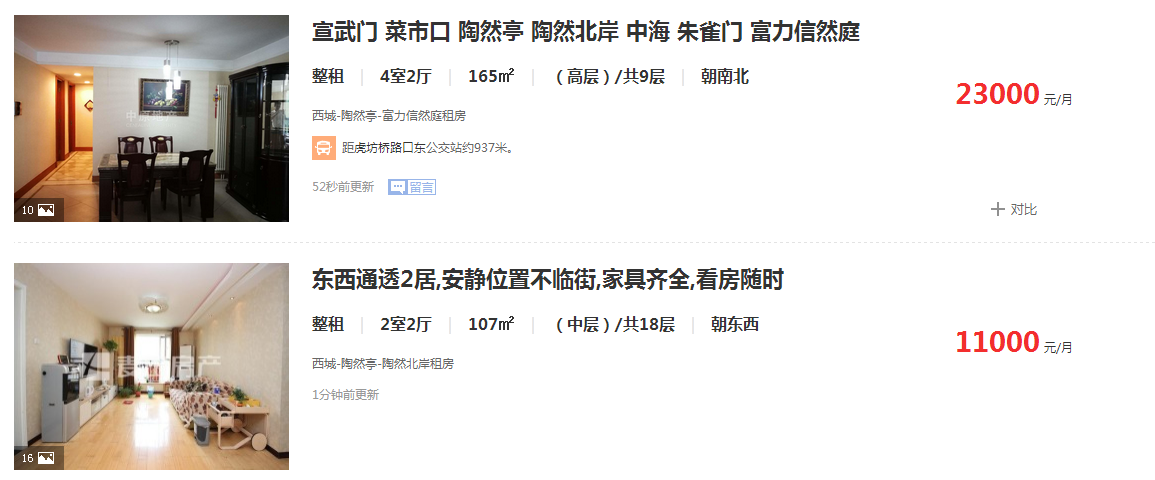 宣武门 菜市口 陶然亭 陶然北岸 中海 朱雀门 富力信然庭
整租 | 4室2厅 | 165㎡ | （高层）/共9层 | 朝南北
23000 元/月
西城-陶然亭-富力信然庭租房
距虎坊桥路口东公交站约937米。
52秒前更新 留言
10
对比
东西通透2居,安静位置不临街,家具齐全,看房随时
整租 | 2室2厅 | 107㎡ | （中层）/共18层 | 朝东西
11000 元/月
西城-陶然亭-陶然北岸租房
1分钟前更新
16